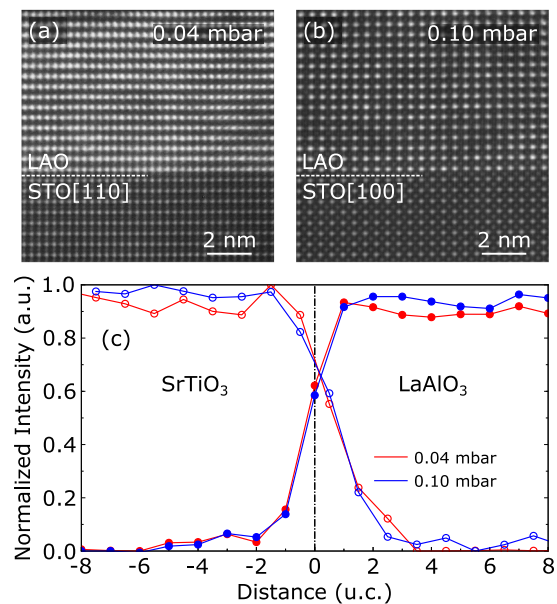 (a) 0.04 mbar
LAO
STO[110]
2 nm
(b) 0.10 mbar
LAO
STO[100]
2 nm
Normalized Intensity (a.u.)
1.0
0.8
0.6
0.4
0.2
0.0
(c)
SrTiO3
LaAlO3
0.04 mbar
0.10 mbar
-8 -6 -4 -2 0 2 4 6 8
Distance (u.c.)